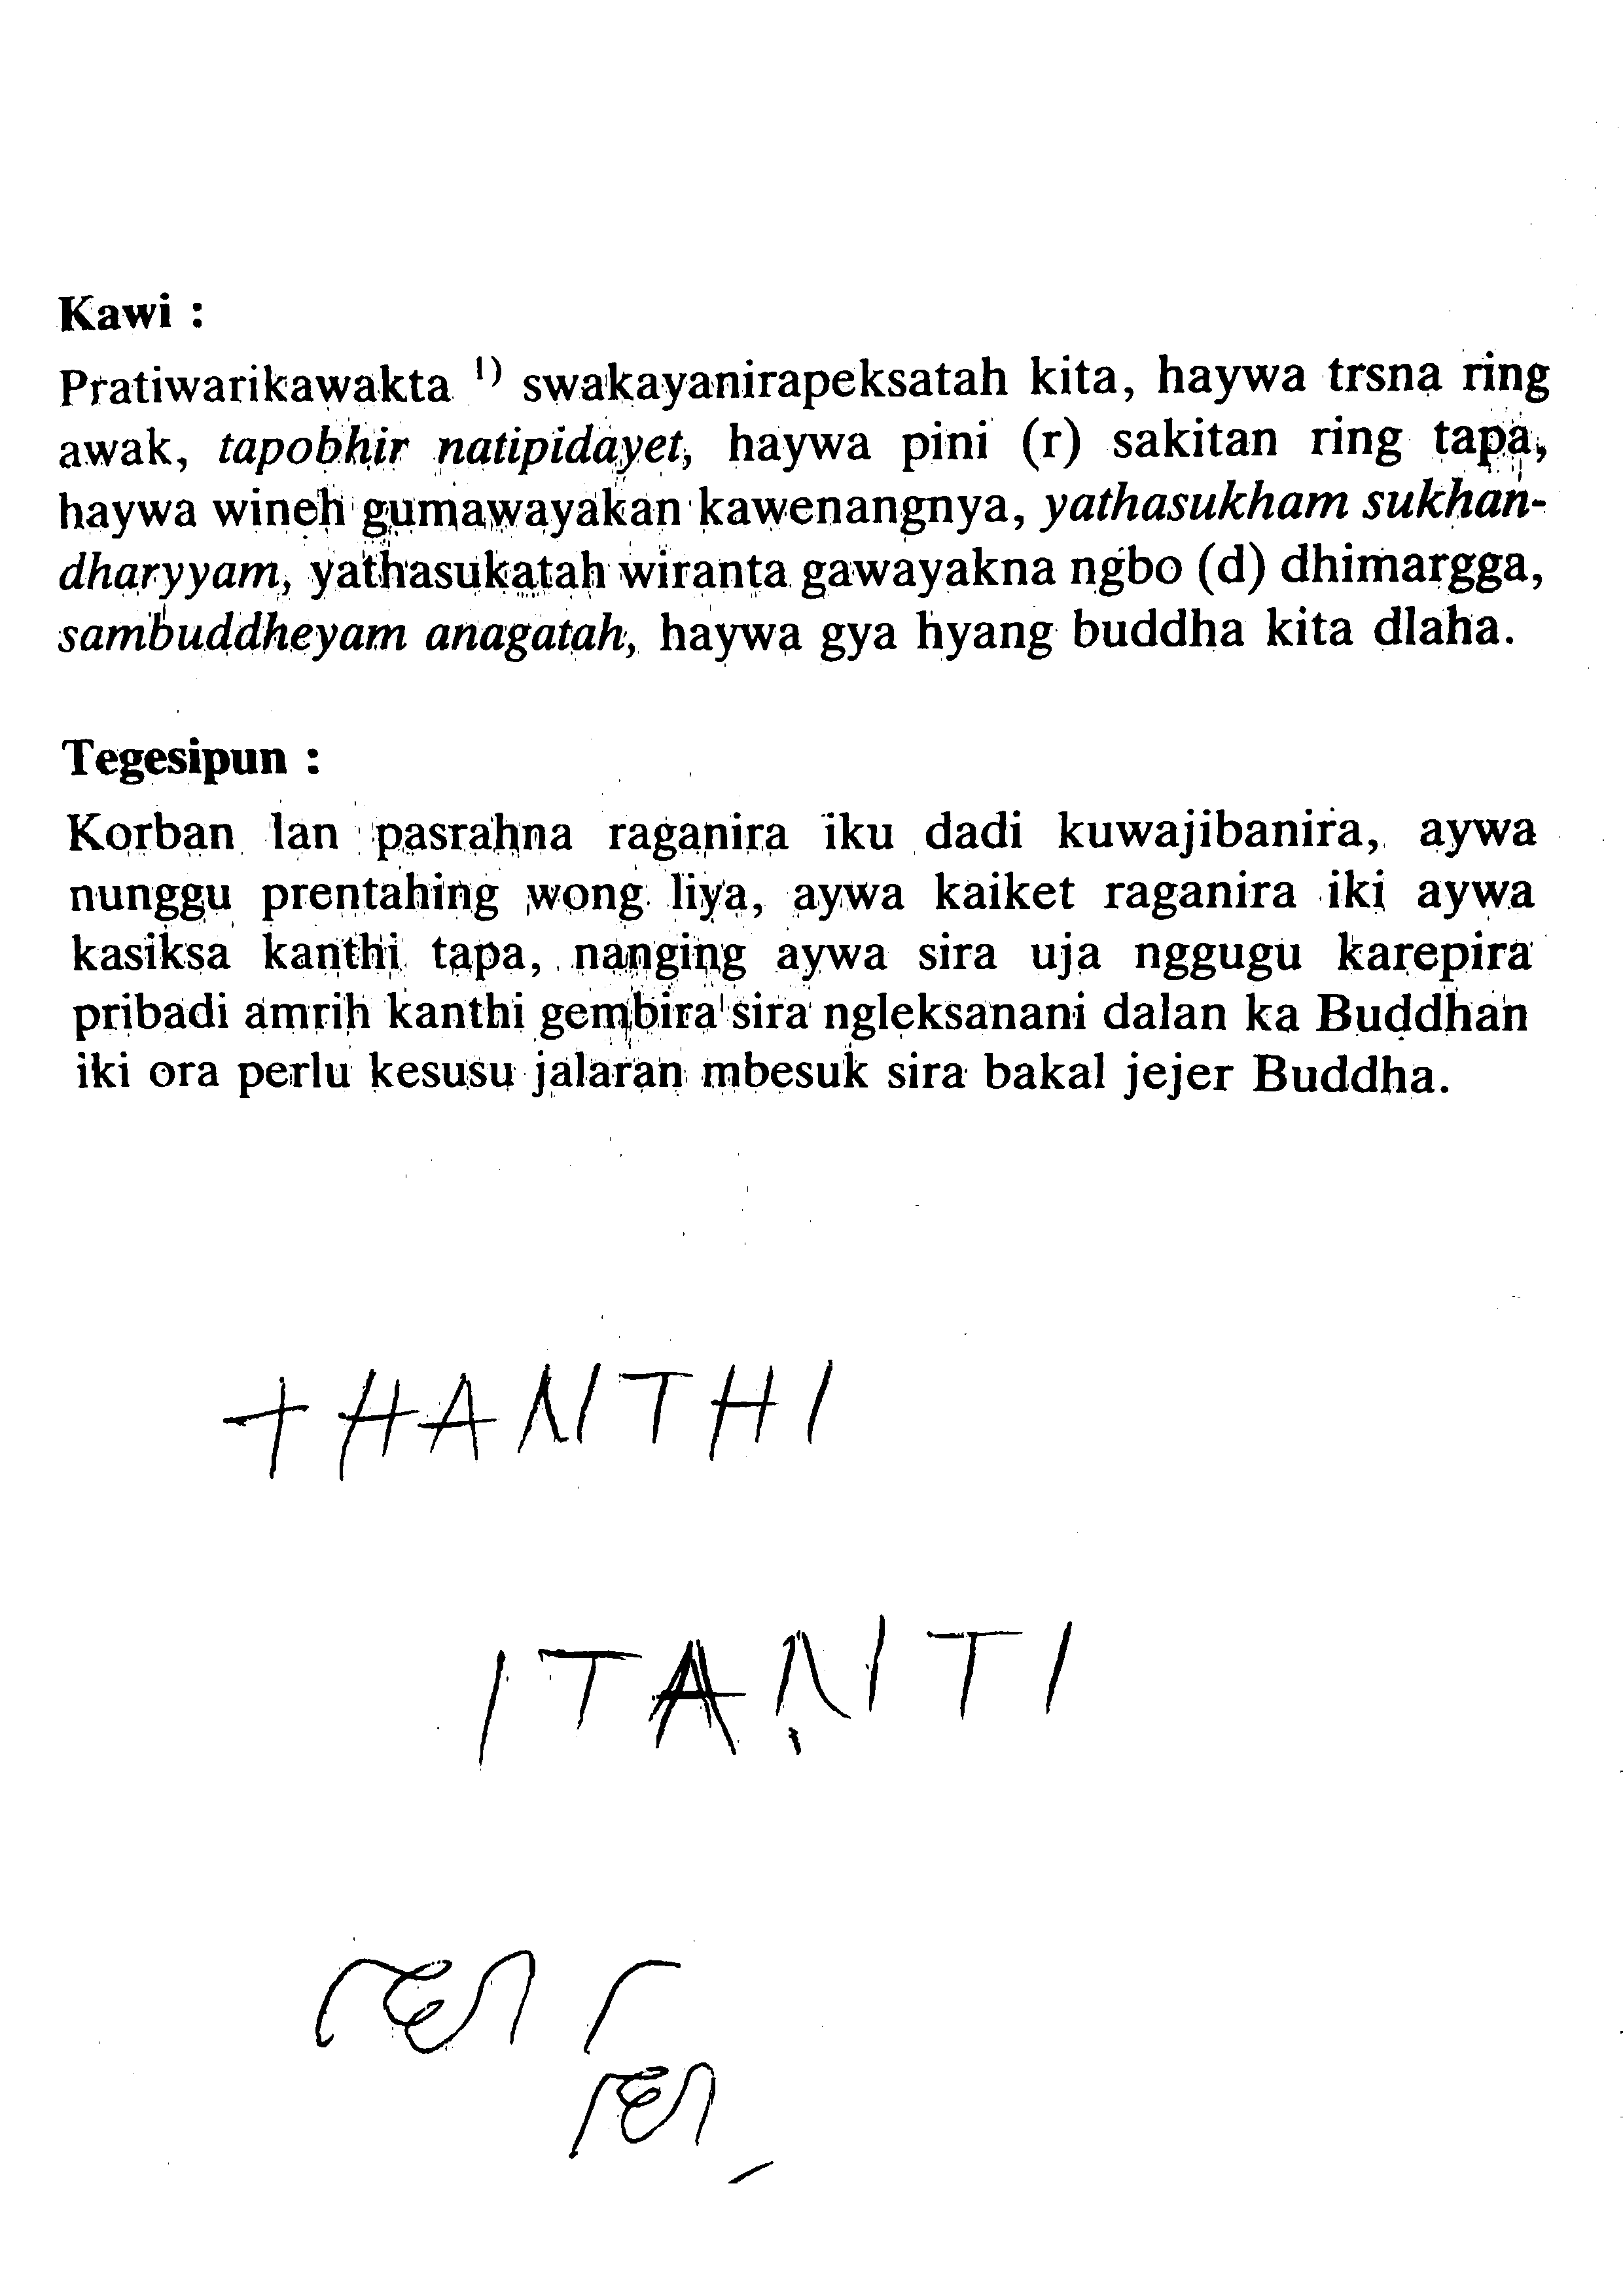 Kawi :
Pratiwarikawakta ¹⁾ swakayanirapeksatah kita, haywa trsna ring
awak, tapobhir natipidayet, haywa pini (r) sakitan ring tapa,
haywa wineh gumawayakan kawenangnya, yathasukham sukhan-
dharyyam, yathasukatah wiranta gawayakna ngbo (d) dhimargga,
sambuddheyam anagatah, haywa gya hyang buddha kita dlaha.
Tegesipun :
Korban lan pasrahna raganira iku dadi kuwajibanira, aywa
nunggu prentahing wong liya, aywa kaiket raganira iki aywa
kasiksa kanthi tapa, nanging aywa sira uja nggugu karepira
pribadi amrih kanthi gembira sira ngleksanani dalan ka Buddhan
iki ora perlu kesusu jalaran mbesuk sira bakal jejer Buddha.
THANTHI
ITANTI